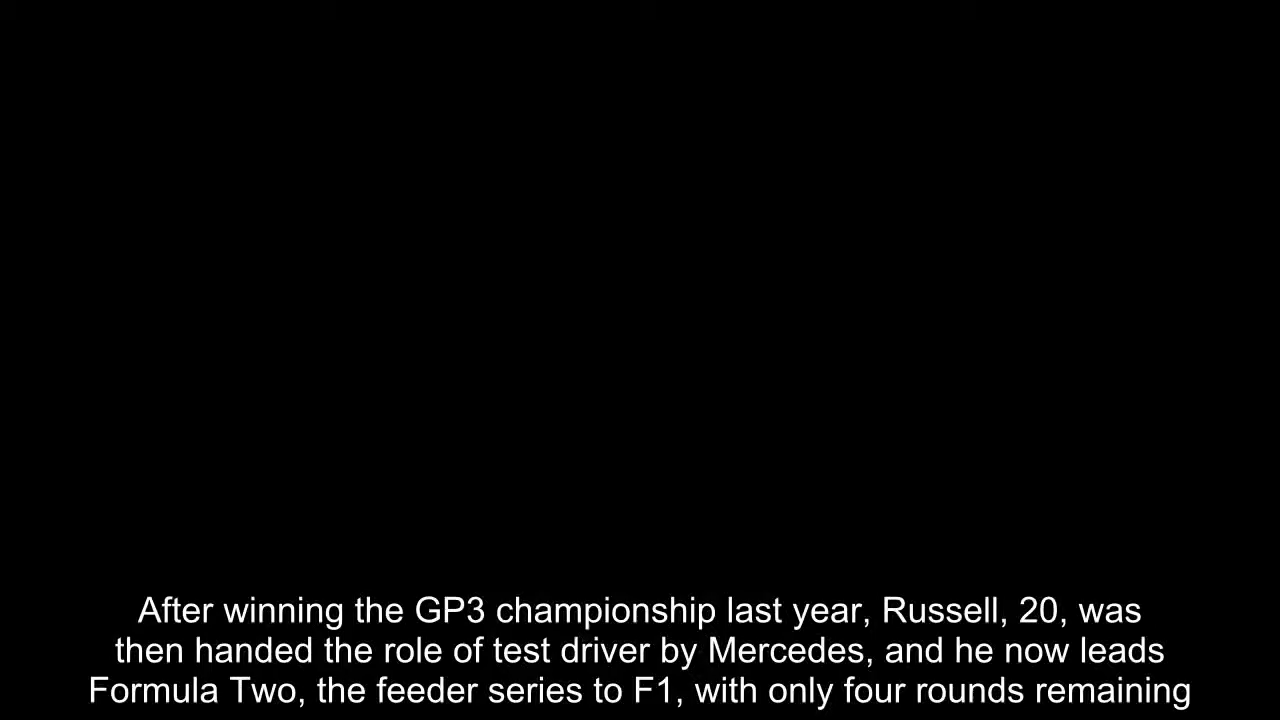 After winning the GP3 championship last year, Russell, 20, was
then handed the role of test driver by Mercedes, and he now leads
Formula Two, the feeder series to F1, with only four rounds remaining